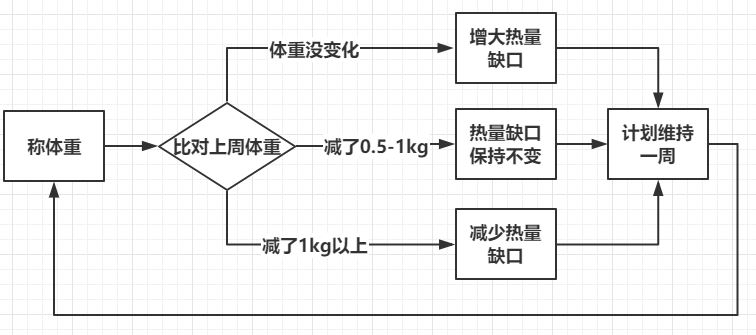 体重没变化
增大热量
缺口
称体重
比对上周体重
减了0.5-1kg
热量缺口
保持不变
计划维持
一周
减了1kg以上
减少热量
缺口